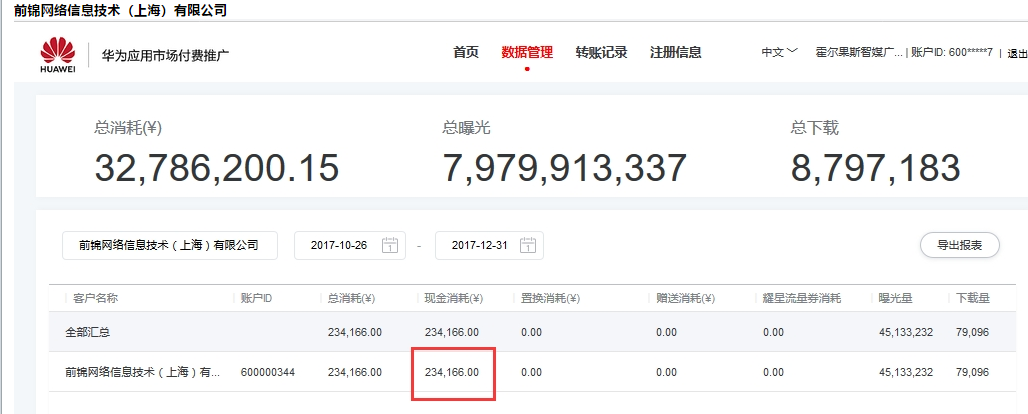 前锦网络信息技术（上海）有限公司
HUAWEI 华为应用市场付费推广 首页 数据管理 转账记录 注册信息 中文 霍尔果斯智媒广... | 账户ID: 600*****7 | 退出
总消耗(¥) 总曝光 总下载
32,786,200.15 7,979,913,337 8,797,183
前锦网络信息技术（上海）有限公司 2017-10-26 - 2017-12-31 导出报表
客户名称 账户ID 总消耗(¥) 现金消耗(¥) 置换消耗(¥) 赠送消耗(¥) 耀星流量券消耗 曝光量 下载量
全部汇总 234,166.00 234,166.00 0.00 0.00 0.00 45,133,232 79,096
前锦网络信息技术（上海）有... 600000344 234,166.00 234,166.00 0.00 0.00 0.00 45,133,232 79,096